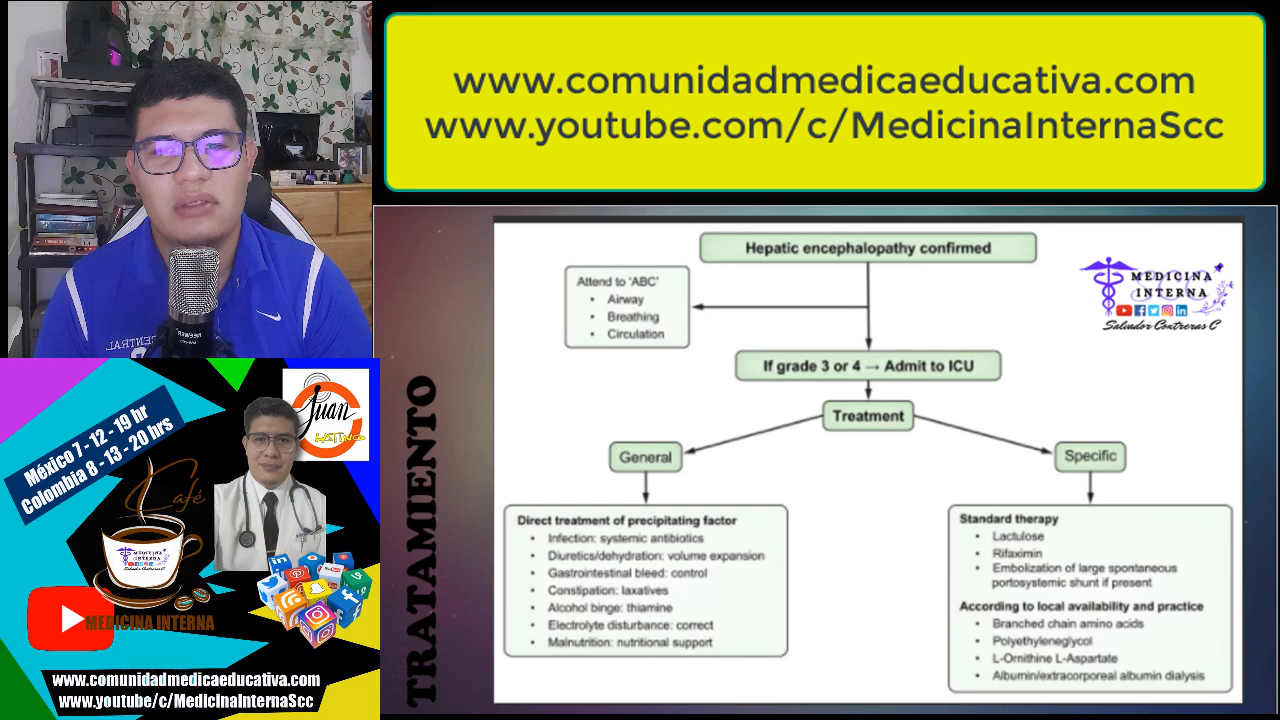 www.comunidadmedicaeducativa.com
www.youtube.com/c/MedicinaInternaScc
Hepatic encephalopathy confirmed
Attend to 'ABC'
• Airway
• Breathing
• Circulation
MEDICINA
INTERNA
Salvador Contreras C
If grade 3 or 4 → Admit to ICU
Treatment
General
Specific
Direct treatment of precipitating factor
• Infection: systemic antibiotics
• Diuretics/dehydration: volume expansion
• Gastrointestinal bleed: control
• Constipation: laxatives
• Alcohol binge: thiamine
• Electrolyte disturbance: correct
• Malnutrition: nutritional support
Standard therapy
• Lactulose
• Rifaximin
• Embolization of large spontaneous
portosystemic shunt if present
According to local availability and practice
• Branched chain amino acids
• Polyethyleneglycol
• L-Ornithine L-Aspartate
• Albumin/extracorporeal albumin dialysis
TRATAMIENTO
México 7 - 12 - 19 hr
Colombia 8 - 13 - 20 hrs
Juan
LATINO
Café
MEDICINA
INTERNA
MEDICINA INTERNA
www.comunidadmedicaeducativa.com
www.youtube/c/MedicInaInternaScc